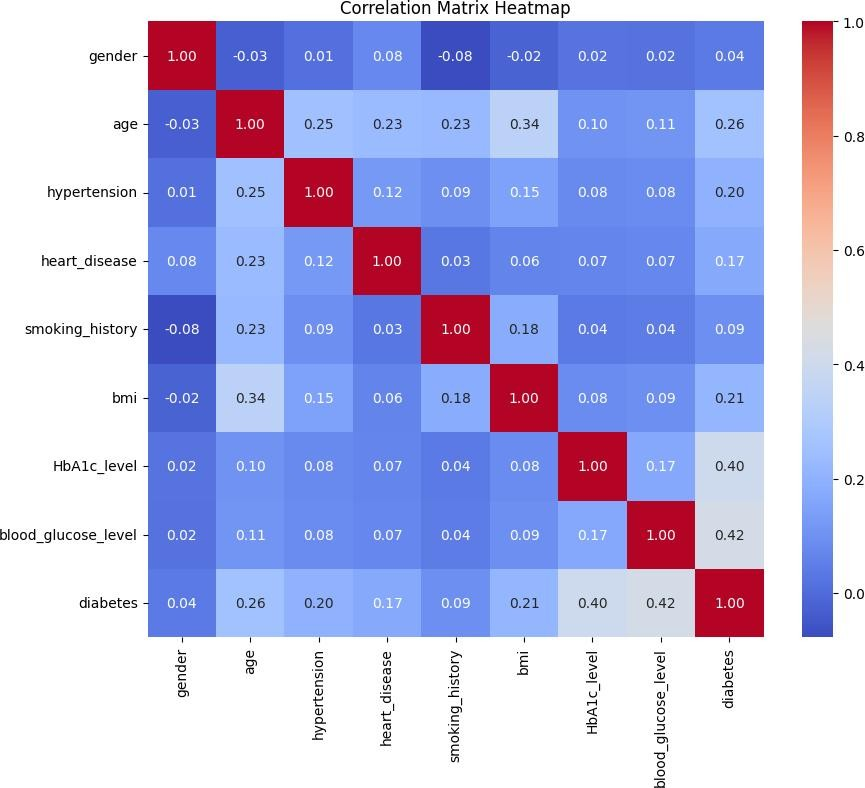 Correlation Matrix Heatmap
gender 1.00 -0.03 0.01 0.08 -0.08 -0.02 0.02 0.02 0.04
age -0.03 1.00 0.25 0.23 0.23 0.34 0.10 0.11 0.26
hypertension 0.01 0.25 1.00 0.12 0.09 0.15 0.08 0.08 0.20
heart_disease 0.08 0.23 0.12 1.00 0.03 0.06 0.07 0.07 0.17
smoking_history -0.08 0.23 0.09 0.03 1.00 0.18 0.04 0.04 0.09
bmi -0.02 0.34 0.15 0.06 0.18 1.00 0.08 0.09 0.21
HbA1c_level 0.02 0.10 0.08 0.07 0.04 0.08 1.00 0.17 0.40
blood_glucose_level 0.02 0.11 0.08 0.07 0.04 0.09 0.17 1.00 0.42
diabetes 0.04 0.26 0.20 0.17 0.09 0.21 0.40 0.42 1.00
gender age hypertension heart_disease smoking_history bmi HbA1c_level blood_glucose_level diabetes
1.0
0.8
0.6
0.4
0.2
0.0